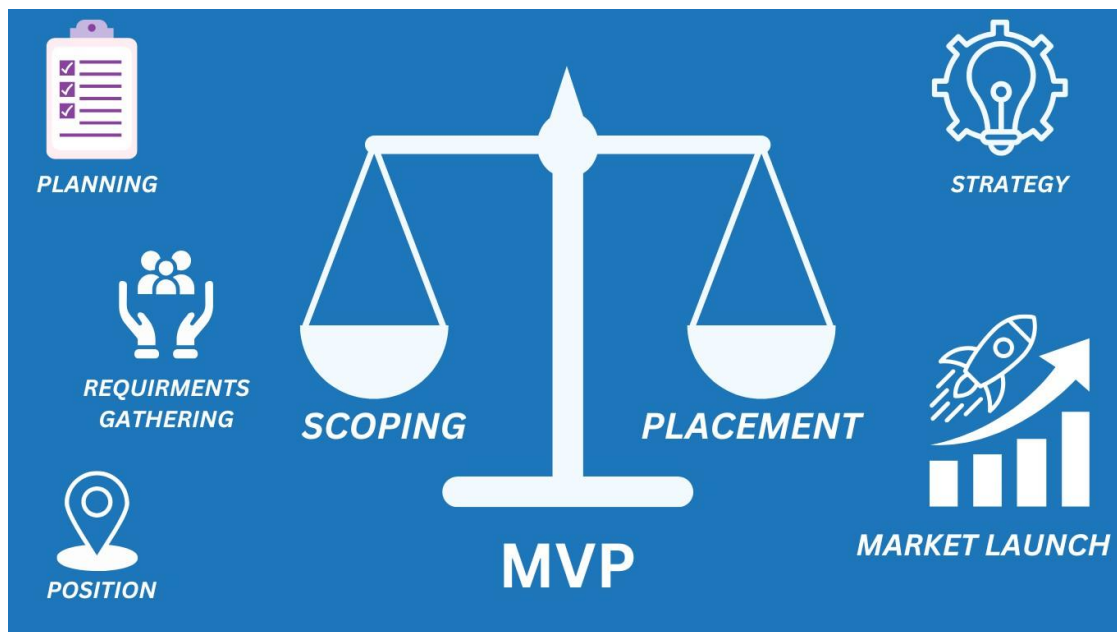 PLANNING
STRATEGY
REQUIRMENTS
GATHERING
SCOPING
PLACEMENT
POSITION
MVP
MARKET LAUNCH